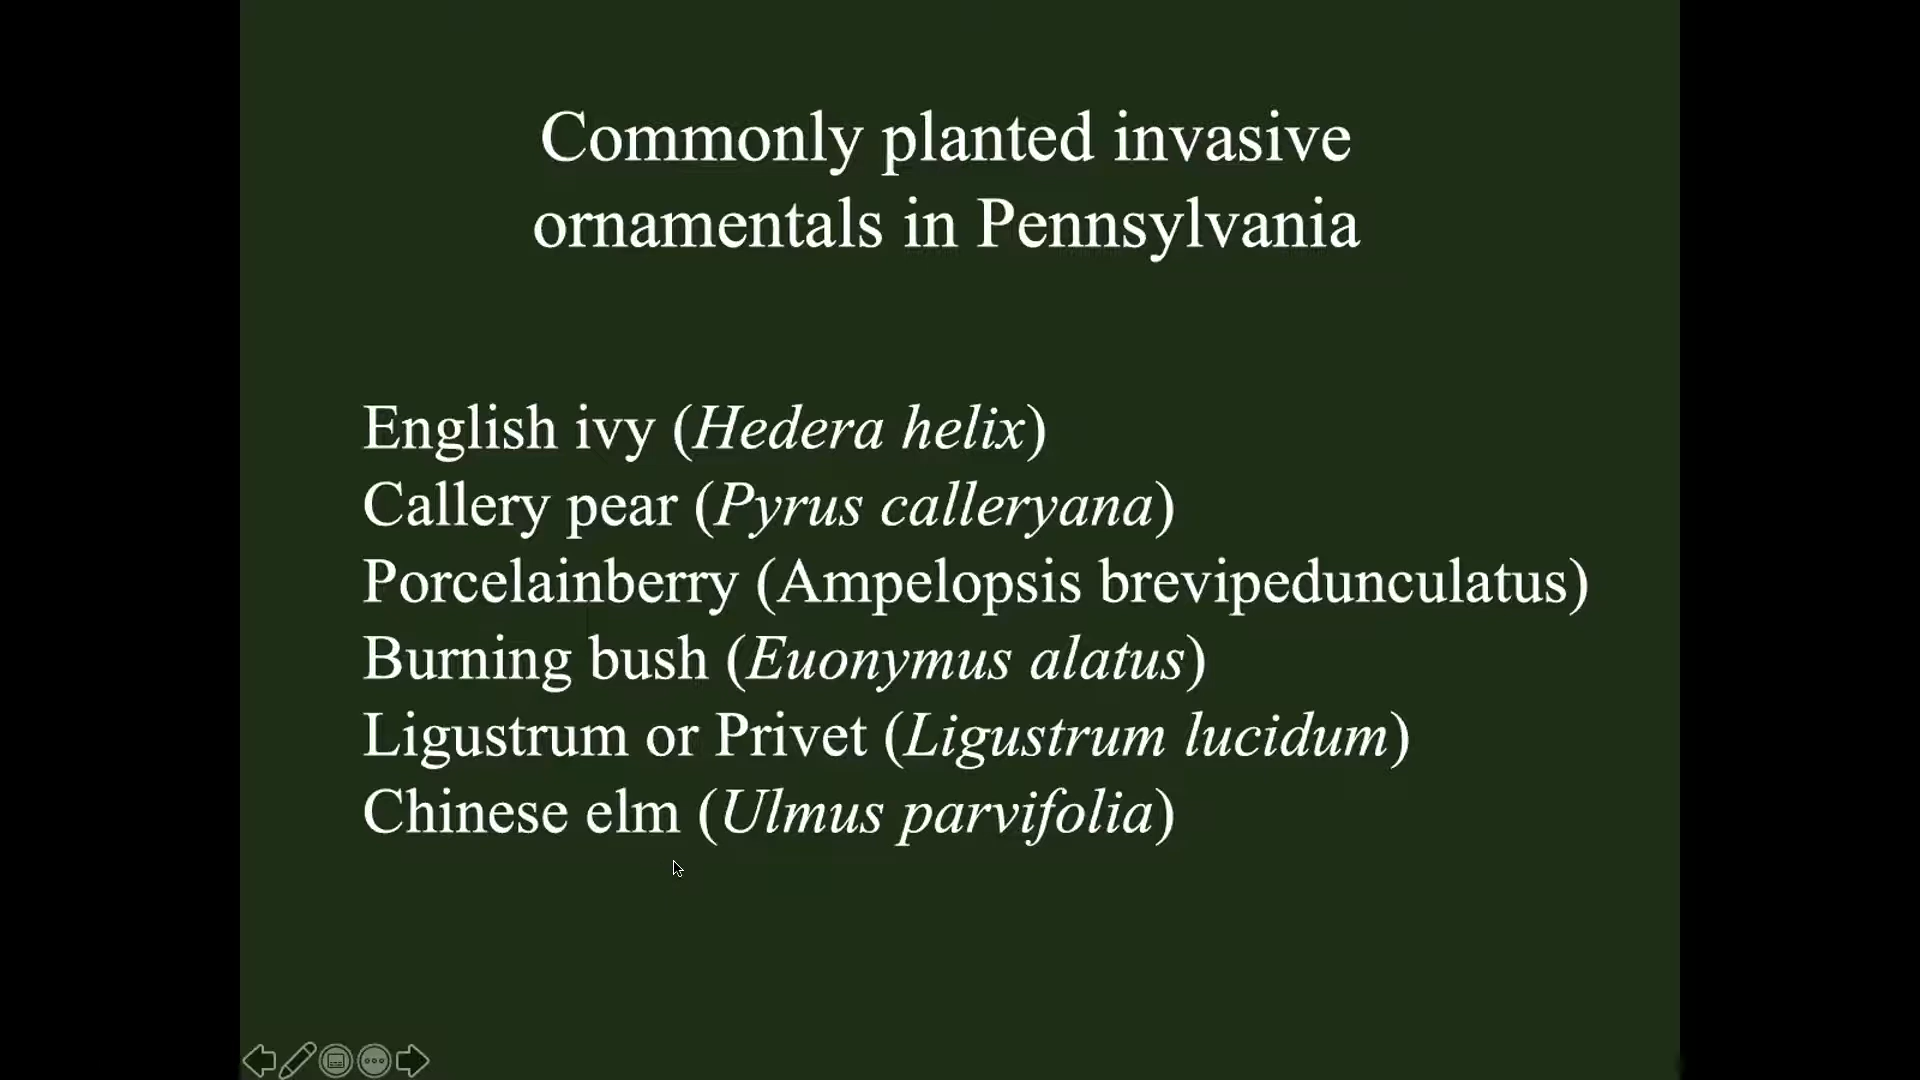 Commonly planted invasive
ornamentals in Pennsylvania
English ivy (Hedera helix)
Callery pear (Pyrus calleryana)
Porcelainberry (Ampelopsis brevipedunculatus)
Burning bush (Euonymus alatus)
Ligustrum or Privet (Ligustrum lucidum)
Chinese elm (Ulmus parvifolia)